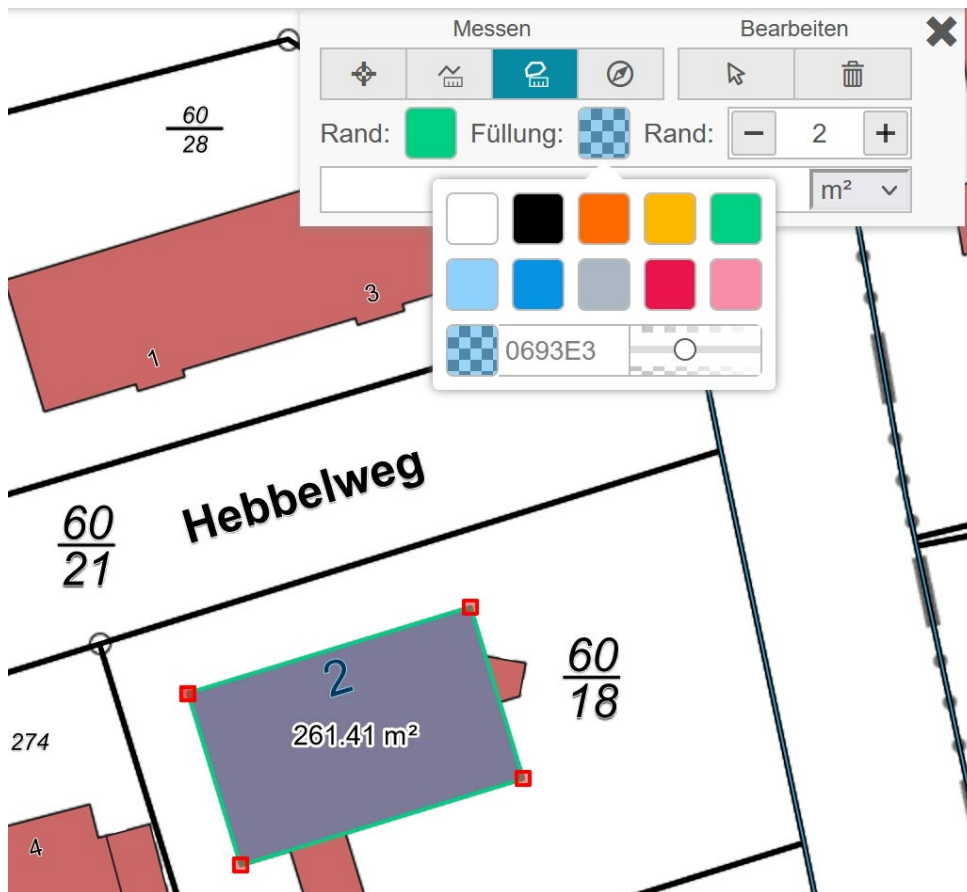 Messen
Bearbeiten
Rand:
Füllung:
Rand:
2
m²
0693E3
60
28
3
1
Hebbelweg
60
21
2
261.41 m²
60
18
274
4